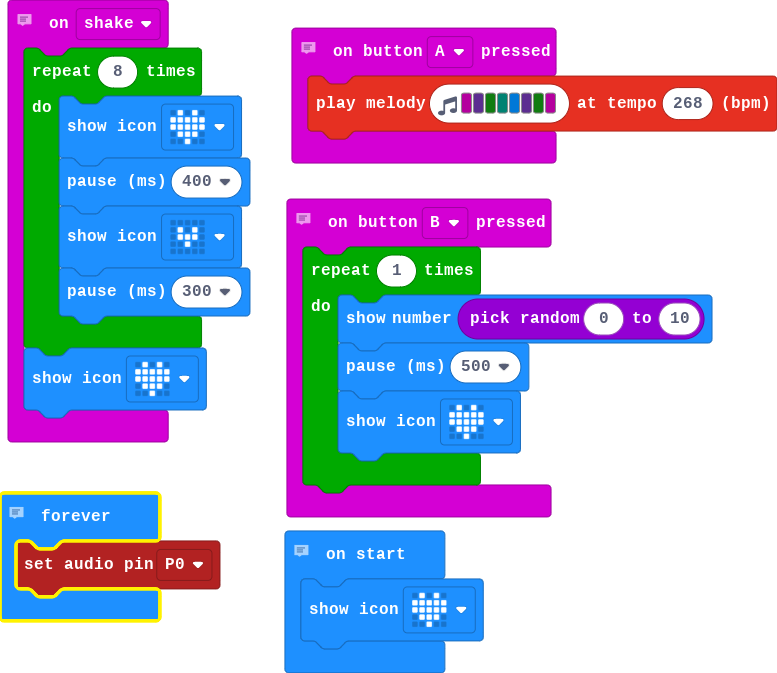 on shake
repeat 8 times
do
show icon
pause (ms) 400
show icon
pause (ms) 300
show icon
on button A pressed
play melody at tempo 268 (bpm)
on button B pressed
repeat 1 times
do
show number pick random 0 to 10
pause (ms) 500
show icon
forever
set audio pin P0
on start
show icon